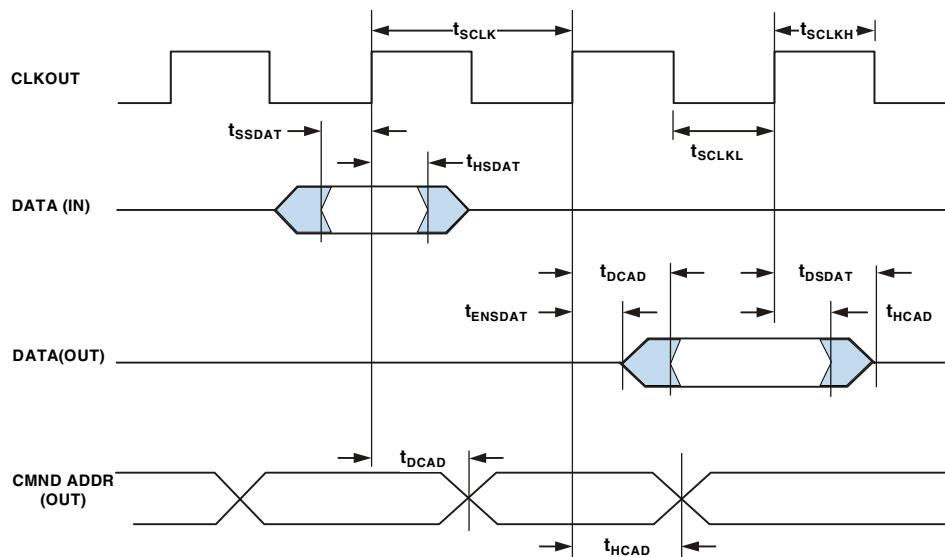 tSCLK
tSCLKH
CLKOUT
tSSDAT
tSCLKL
tHSDAT
DATA (IN)
tDCAD
tDSDAT
tENSDAT
tHCAD
DATA(OUT)
tDCAD
CMND ADDR
(OUT)
tHCAD